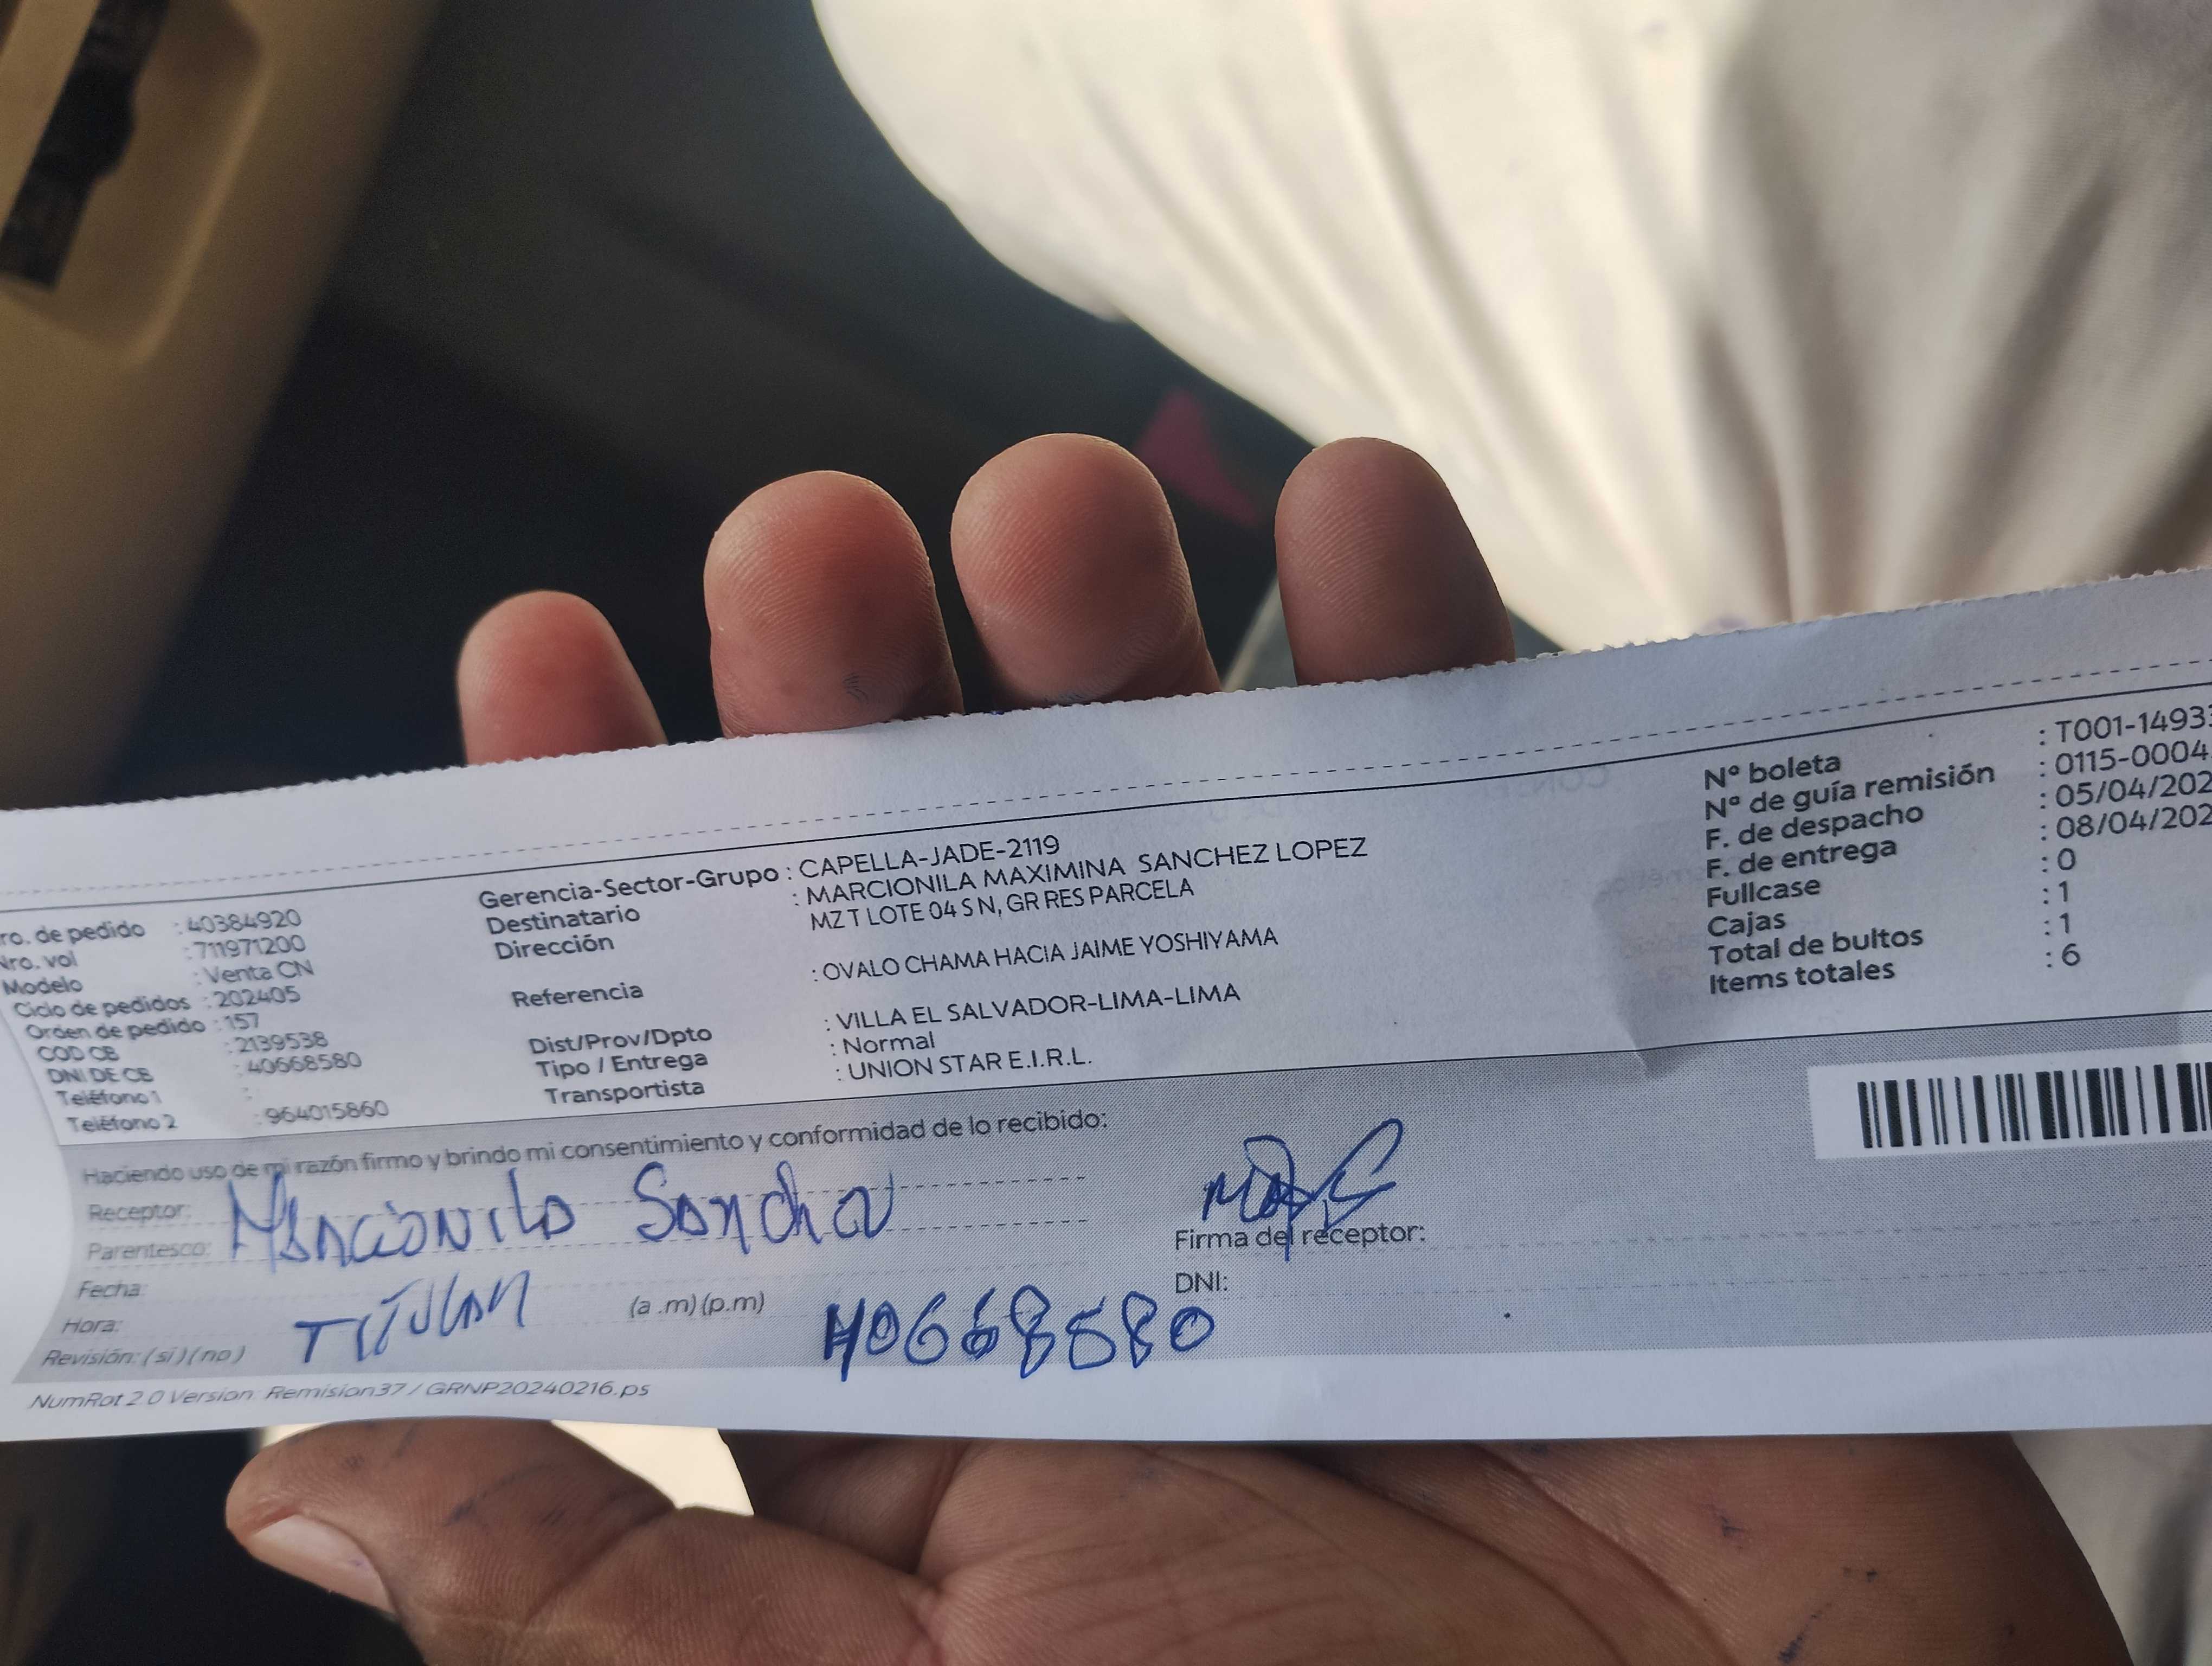 ro. de pedido : 40384920
Nro. vol : 711971200
Modelo : Venta CN
Ciclo de pedidos : 202405
Orden de pedido : 157
COD CB : 2139538
DNI DE CB : 40668580
Teléfono 1 :
Teléfono 2 : 964015860
Gerencia-Sector-Grupo : CAPELLA-JADE-2119
Destinatario : MARCIONILA MAXIMINA SANCHEZ LOPEZ
Dirección MZ T LOTE 04 S N, GR RES PARCELA
Referencia : OVALO CHAMA HACIA JAIME YOSHIYAMA
Dist/Prov/Dpto : VILLA EL SALVADOR-LIMA-LIMA
Tipo / Entrega : Normal
Transportista : UNION STAR E.I.R.L.
Nº boleta : T001-1493
Nº de guía remisión : 0115-0004
F. de despacho : 05/04/202
F. de entrega : 08/04/202
Fullcase : 0
Cajas : 1
Total de bultos : 1
Items totales : 6
Haciendo uso de mi razón firmo y brindo mi consentimiento y conformidad de lo recibido:
Receptor: Marcionila Sanchez
Parentesco:
Fecha:
Hora: Titular (a .m) (p.m)
Revisión: (si) (no)
Firma del receptor:
DNI: 40668580
NumRot 2.0 Version: Remision37 / GRNP20240216.ps